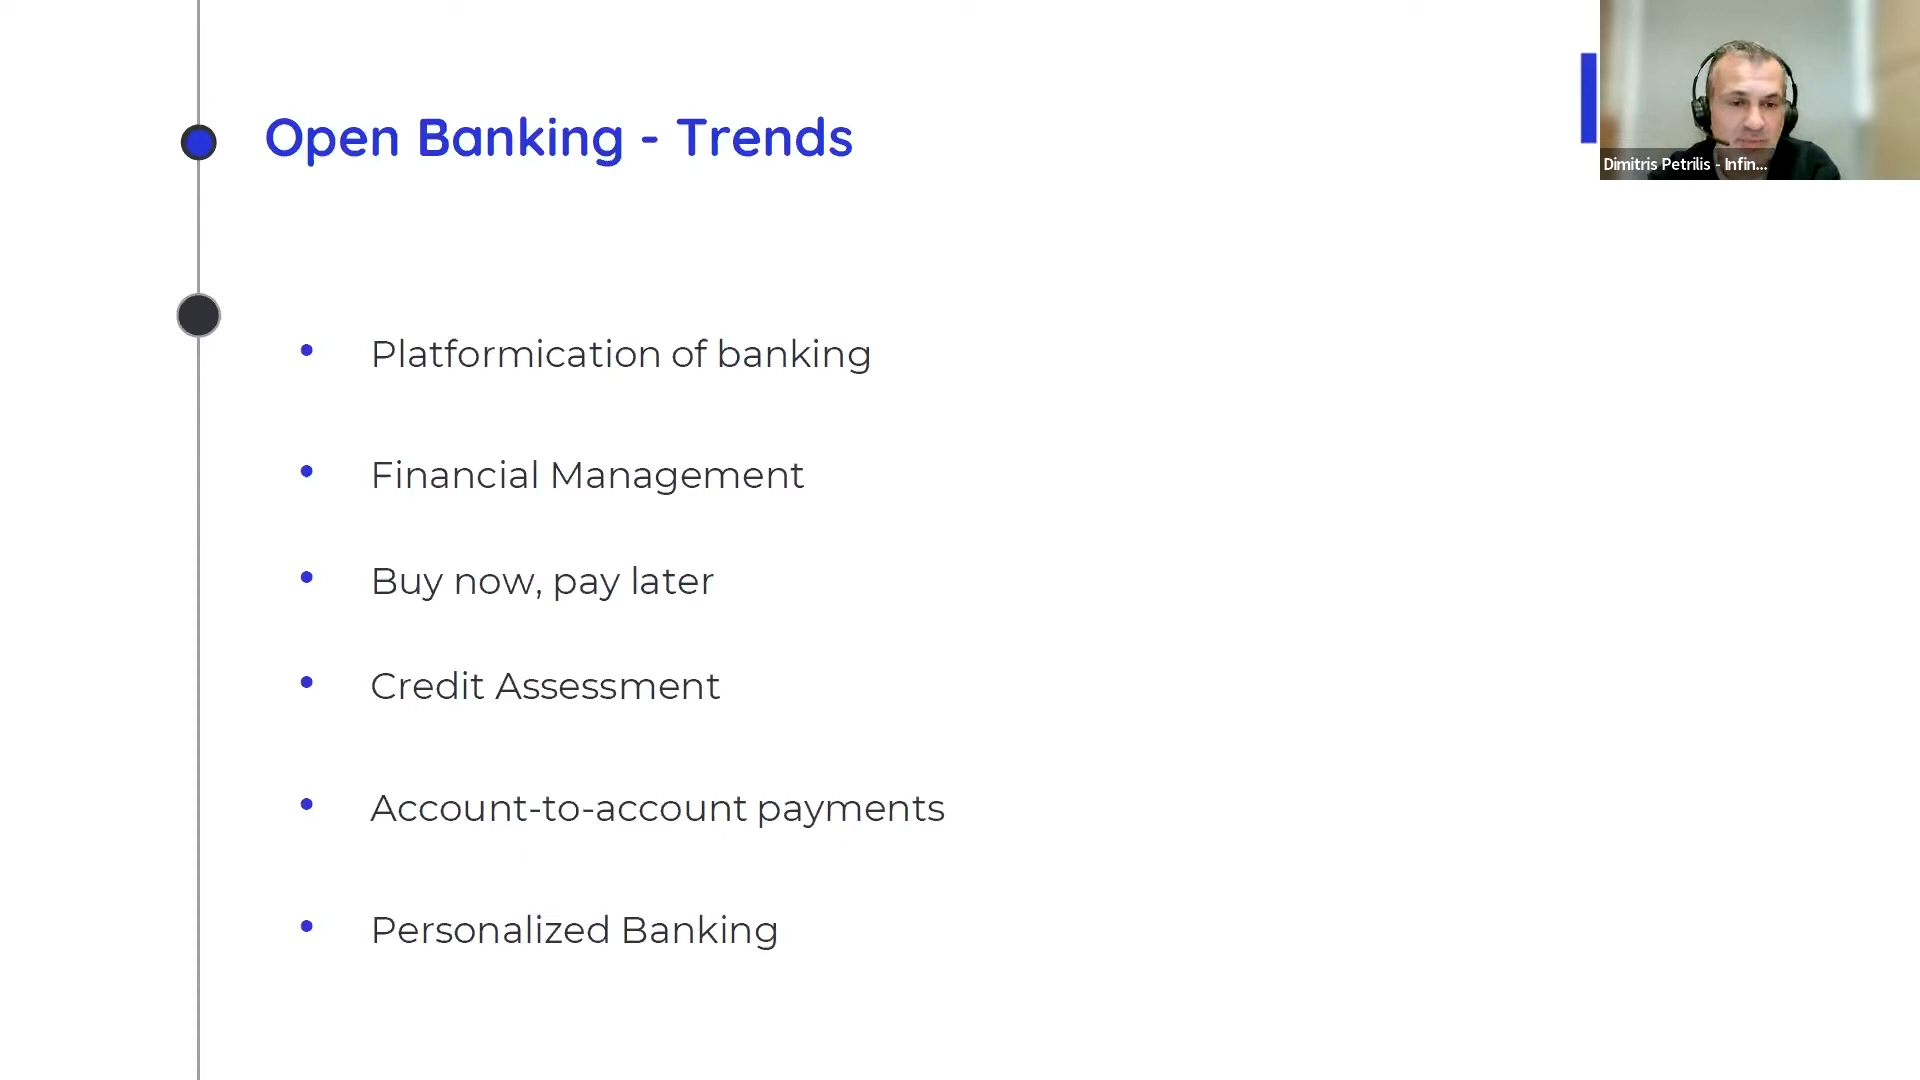 Open Banking - Trends
Dimitris Petrilis - Infin...
Platformication of banking
Financial Management
Buy now, pay later
Credit Assessment
Account-to-account payments
Personalized Banking